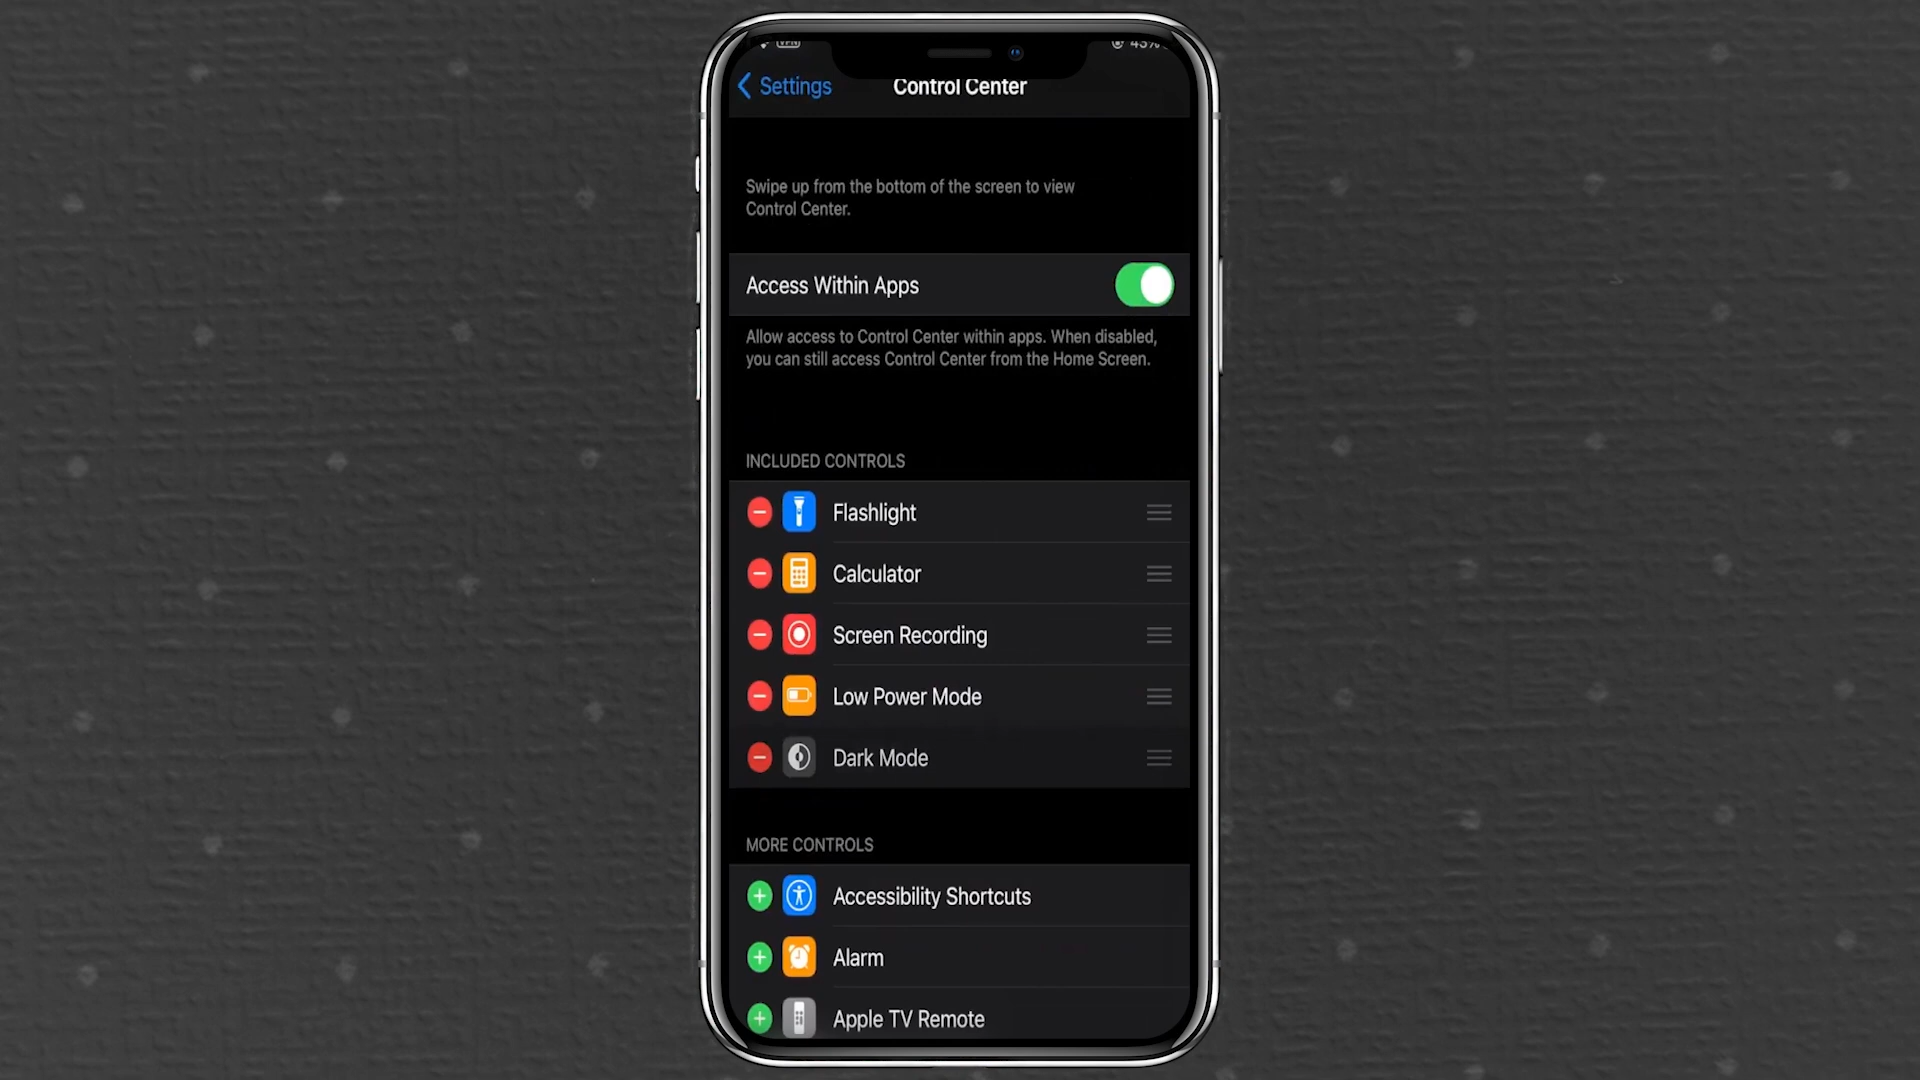 VPN
43%
Settings
Control Center
Swipe up from the bottom of the screen to view
Control Center.
Access Within Apps
Allow access to Control Center within apps. When disabled,
you can still access Control Center from the Home Screen.
INCLUDED CONTROLS
Flashlight
Calculator
Screen Recording
Low Power Mode
Dark Mode
MORE CONTROLS
Accessibility Shortcuts
Alarm
Apple TV Remote